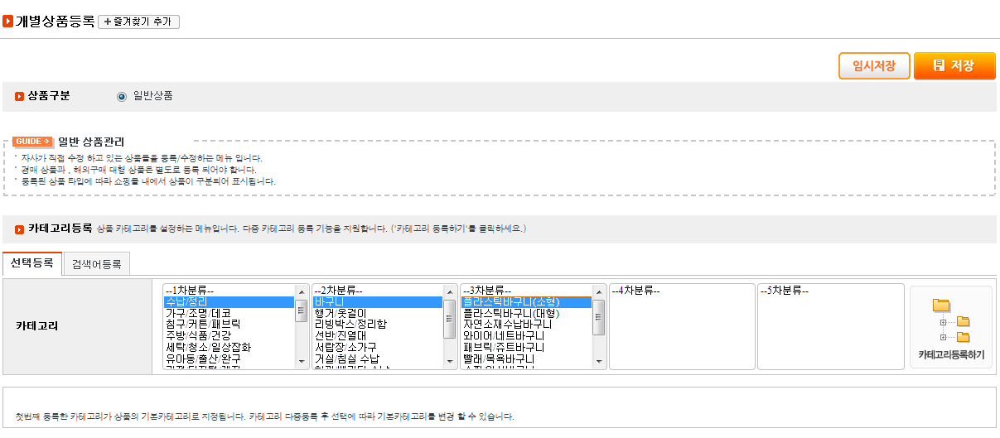 개별상품등록 +즐겨찾기 추가
임시저장 저장
상품구분 일반상품
GUIDE > 일반 상품관리
자사가 직접 수정 하고 있는 상품들을 등록/수정하는 메뉴 입니다.
경매 상품과 , 해외구매 대행 상품은 별도로 등록 되어야 합니다.
등록된 상품 타입에 따라 쇼핑몰 내에서 상품이 구분되어 표시됩니다.
카테고리등록 상품 카테고리를 설정하는 메뉴입니다. 다중 카테고리 등록 기능을 지원합니다. ('카테고리 등록하기'를 클릭하세요.)
선택등록 검색어등록
카테고리
--1차분류--
수납/정리
가구/조명/데코
침구/커튼/패브릭
주방/식품/건강
세탁/청소/일상잡화
유아동/출산/완구
--2차분류--
바구니
행거/옷걸이
리빙박스/정리함
선반/진열대
서랍장/소가구
거실/침실 수납
--3차분류--
플라스틱바구니(소형)
플라스틱바구니(대형)
자연소재수납바구니
와이어/네트바구니
패브릭/쥬트바구니
빨래/목욕바구니
--4차분류--
--5차분류--
카테고리등록하기
첫번째 등록한 카테고리가 상품의 기본카테고리로 지정됩니다. 카테고리 다중등록 후 선택에 따라 기본카테고리를 변경 할 수 있습니다.